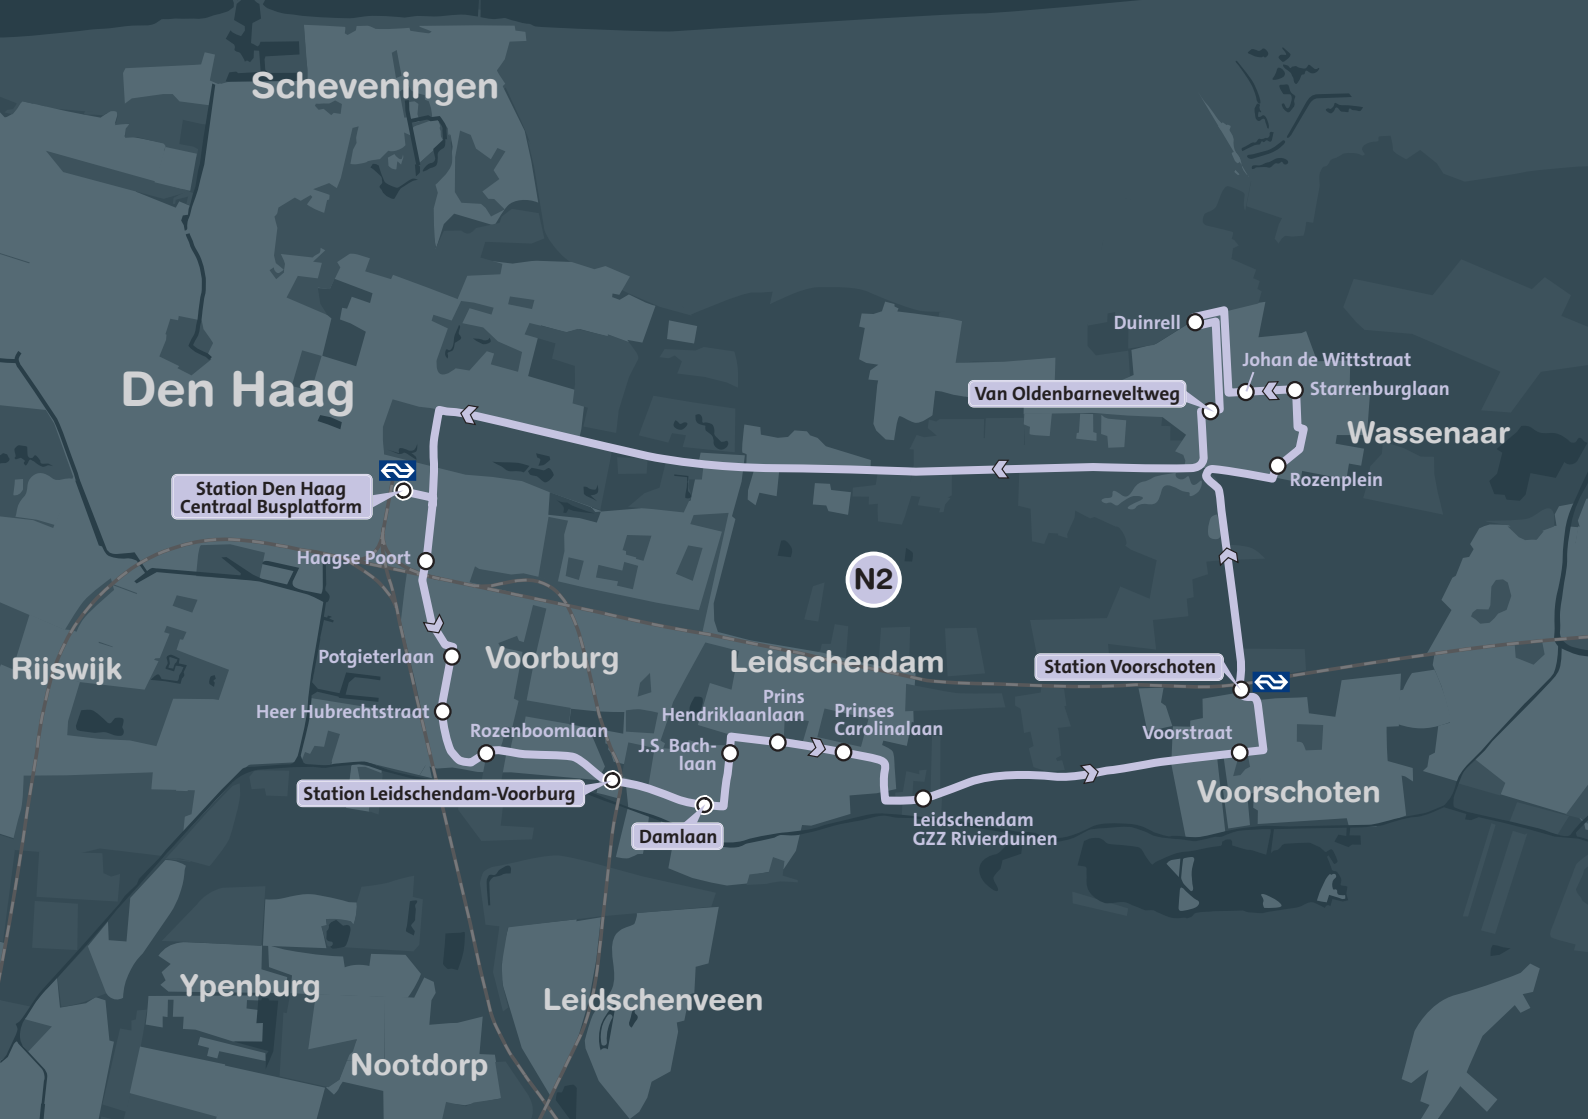 Scheveningen
Duinrell
Johan de Wittstraat
Starrenburglaan
Den Haag
Van Oldenbarneveltweg
Wassenaar
Rozenplein
Station Den Haag
Centraal Busplatform
Haagse Poort
N2
Potgieterlaan
Voorburg
Leidschendam
Station Voorschoten
Rijswijk
Heer Hubrechtstraat
Rozenboomlaan
Prins
Hendriklaanlaan
Prinses
Carolinalaan
J.S. Bach-
laan
Voorstraat
Station Leidschendam-Voorburg
Voorschoten
Damlaan
Leidschendam
GZZ Rivierduinen
Ypenburg
Leidschenveen
Nootdorp